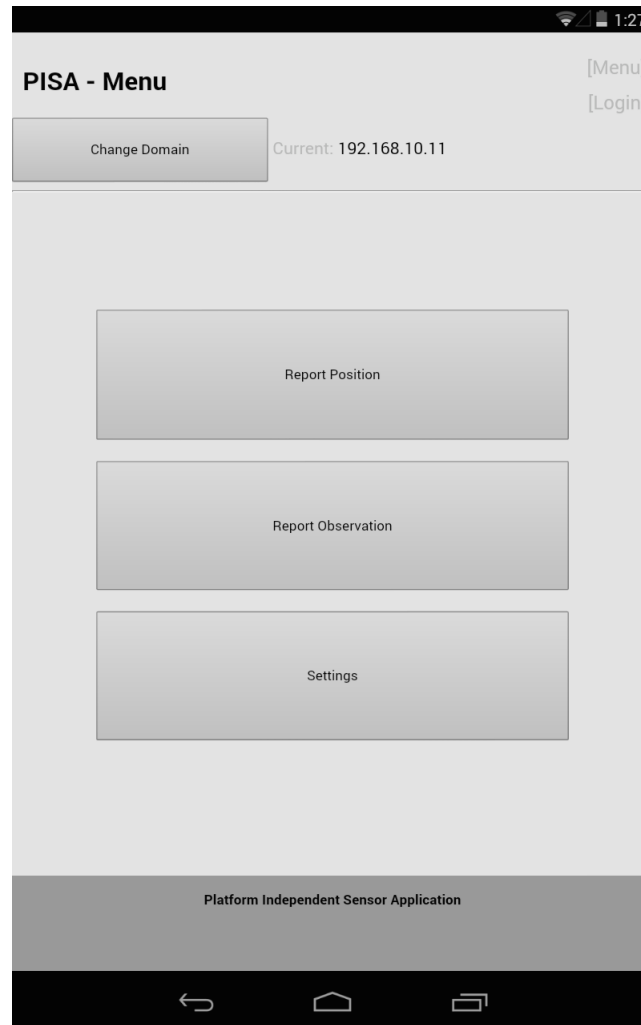 1:27
PISA - Menu
[Menu
[Login
Change Domain
Current: 192.168.10.11
Report Position
Report Observation
Settings
Platform Independent Sensor Application